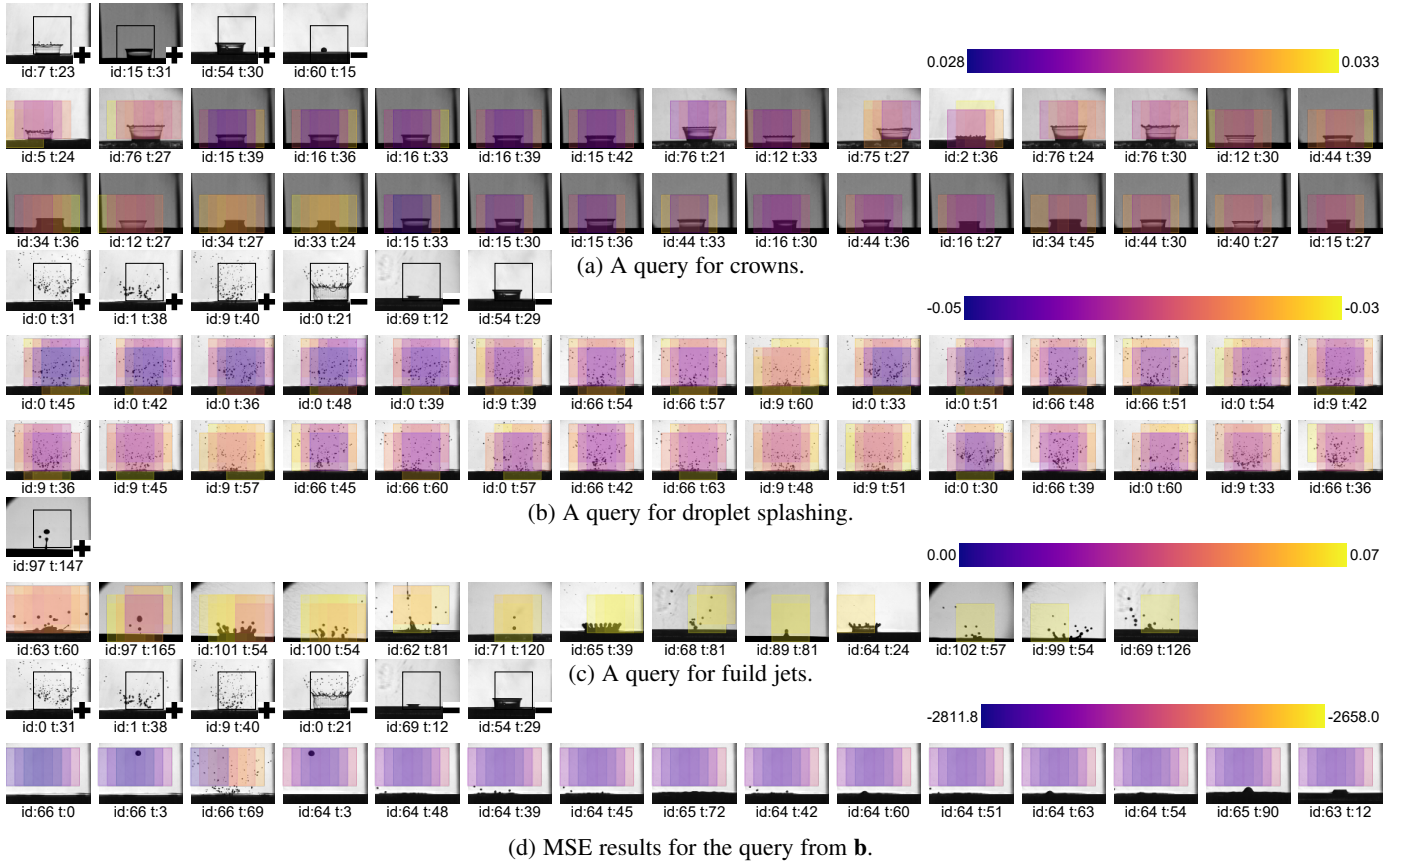 id:7 t:23 id:15 t:31 id:54 t:30 id:60 t:15
0.028 0.033
id:5 t:24 id:76 t:27 id:15 t:39 id:16 t:36 id:16 t:33 id:16 t:39 id:15 t:42 id:76 t:21 id:12 t:33 id:75 t:27 id:2 t:36 id:76 t:24 id:76 t:30 id:12 t:30 id:44 t:39
id:34 t:36 id:12 t:27 id:34 t:27 id:33 t:24 id:15 t:33 id:15 t:30 id:15 t:36 id:44 t:33 id:16 t:30 id:44 t:36 id:16 t:27 id:34 t:45 id:44 t:30 id:40 t:27 id:15 t:27
(a) A query for crowns.
id:0 t:31 id:1 t:38 id:9 t:40 id:0 t:21 id:69 t:12 id:54 t:29
-0.05 -0.03
id:0 t:45 id:0 t:42 id:0 t:36 id:0 t:48 id:0 t:39 id:9 t:39 id:66 t:54 id:66 t:57 id:9 t:60 id:0 t:33 id:0 t:51 id:66 t:48 id:66 t:51 id:0 t:54 id:9 t:42
id:9 t:36 id:9 t:45 id:9 t:57 id:66 t:45 id:66 t:60 id:0 t:57 id:66 t:42 id:66 t:63 id:9 t:48 id:9 t:51 id:0 t:30 id:66 t:39 id:0 t:60 id:9 t:33 id:66 t:36
(b) A query for droplet splashing.
id:97 t:147
0.00 0.07
id:63 t:60 id:97 t:165 id:101 t:54 id:100 t:54 id:62 t:81 id:71 t:120 id:65 t:39 id:68 t:81 id:89 t:81 id:64 t:24 id:102 t:57 id:99 t:54 id:69 t:126
(c) A query for fuild jets.
id:0 t:31 id:1 t:38 id:9 t:40 id:0 t:21 id:69 t:12 id:54 t:29
-2811.8 -2658.0
id:66 t:0 id:66 t:3 id:66 t:69 id:64 t:3 id:64 t:48 id:64 t:39 id:64 t:45 id:65 t:72 id:64 t:42 id:64 t:60 id:64 t:51 id:64 t:63 id:64 t:54 id:65 t:90 id:63 t:12
(d) MSE results for the query from b.